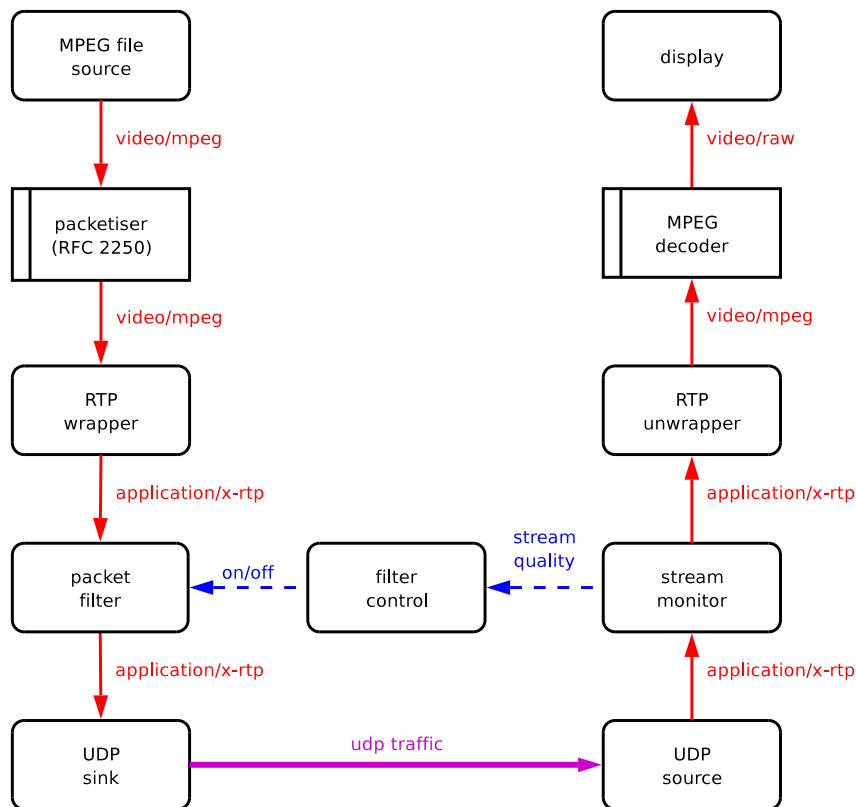 MPEG file
source
display
video/mpeg
video/raw
packetiser
(RFC 2250)
MPEG
decoder
video/mpeg
video/mpeg
RTP
wrapper
RTP
unwrapper
application/x-rtp
application/x-rtp
stream
quality
on/off
packet
filter
filter
control
stream
monitor
application/x-rtp
application/x-rtp
udp traffic
UDP
sink
UDP
source